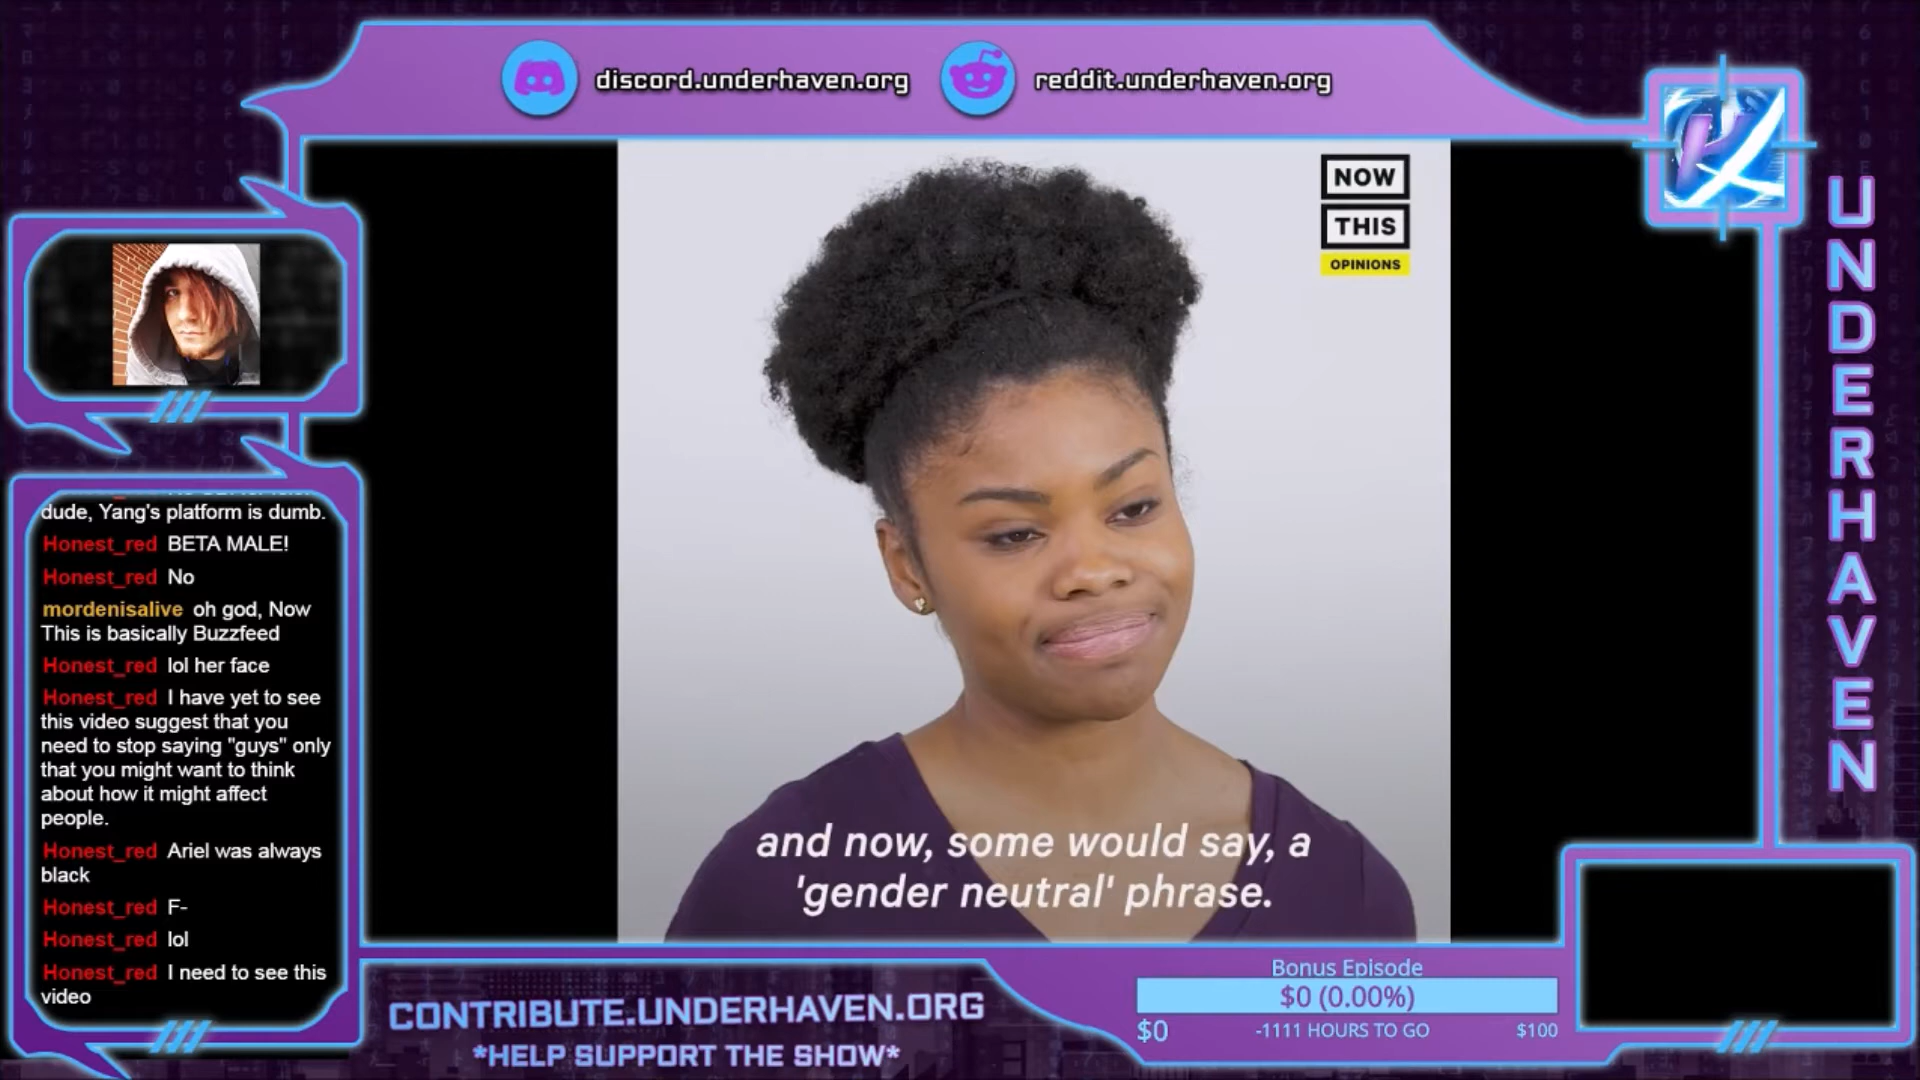 discord.underhaven.org
reddit.underhaven.org
NOW
THIS
OPINIONS
UNDERHAVEN
dude, Yang's platform is dumb.
Honest_red BETA MALE!
Honest_red No
mordenisalive oh god, Now
This is basically Buzzfeed
Honest_red lol her face
Honest_red I have yet to see
this video suggest that you
need to stop saying "guys" only
that you might want to think
about how it might affect
people.
Honest_red Ariel was always
black
Honest_red F-
Honest_red lol
Honest_red I need to see this
video
and now, some would say, a
'gender neutral' phrase.
CONTRIBUTE.UNDERHAVEN.ORG
*HELP SUPPORT THE SHOW*
Bonus Episode
$0 (0.00%)
$0 -1111 HOURS TO GO $100